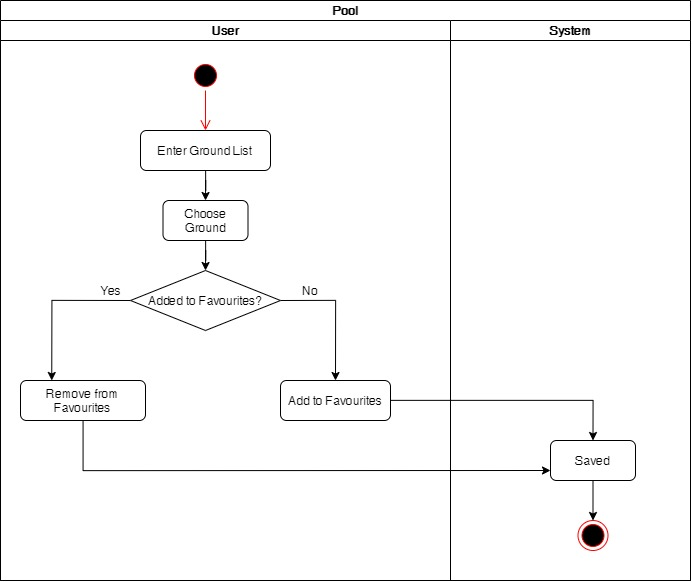 Pool
User
System
Enter Ground List
Choose
Ground
Yes
Added to Favourites?
No
Remove from
Favourites
Add to Favourites
Saved